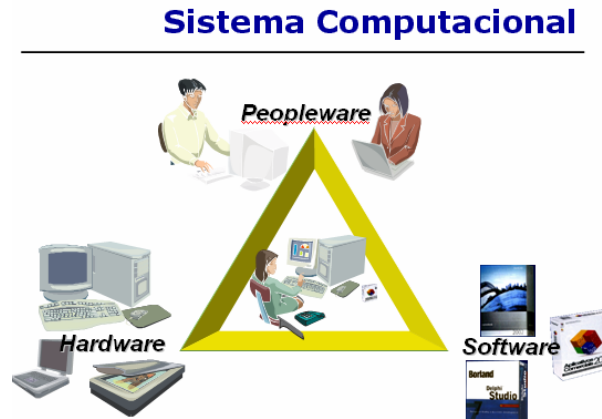 Sistema Computacional
Peopleware
Hardware
Software
Borland
Delphi
Studio